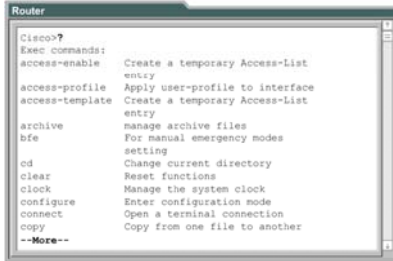 Router
Cisco>?
Exec commands:
access-enable Create a temporary Access-List
entry
access-profile Apply user-profile to interface
access-template Create a temporary Access-List
entry
archive manage archive files
bfe For manual emergency modes
setting
cd Change current directory
clear Reset functions
clock Manage the system clock
configure Enter configuration mode
connect Open a terminal connection
copy Copy from one file to another
--More--